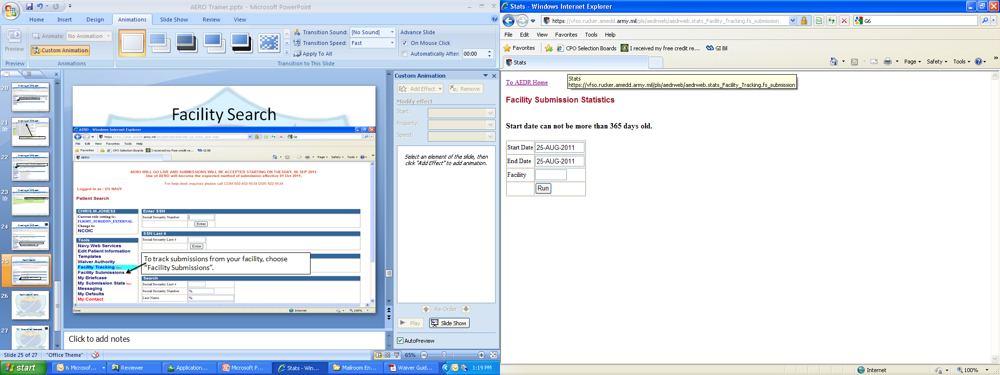 AERO Trainer.pptx - Microsoft PowerPoint
Home Insert Design Animations Slide Show Review View
Preview
Animate: No Animation
Custom Animation
Transition Sound: [No Sound]
Transition Speed: Fast
Apply To All
Advance Slide
On Mouse Click
Automatically After: 00:00
Preview Animations Transition to This Slide
20
21
22
23
24
25
26
27
Facility Search
AERO - Windows Internet Explorer
https://vfso.rucker.amedd.army.mil/pls/aedrweb/aedrweb.cus_home_aedr.main
G6
File Edit View Favorites Tools Help
Favorites CPO Selection Boards I received my free credit re... GI Bil
AERO
Page Safety Tools
AERO WILL GO LIVE AND SUBMISSIONS WILL BE ACCEPTED STARTING ON TUESDAY, 06 SEP 2011.
Use of AERO will become the expected method of submission effective 01 Oct 2011.
For help desk inquiries please call COM:850-452-9534 DSN 922-9534
Logged in as : US NAVY
Patient Search
CHRIS.M.JONES2
Current role setting is:
FLIGHT_SURGEON_EXTERNAL
Change to:
NCOIC
Tools
Navy Web Services
Edit Patient Information
Templates
Waiver Authority
Facility Tracking New
Facility Submissions
My Briefcase
My Submission Stats New
Messaging
My Defaults
My Contact
Enter SSN
Social Security Number
Enter
SSN Last 4
Social Security Last 4
Enter
To track submissions from your facility, choose
“Facility Submissions”.
Search
Social Security Last 4
Social Security Number %
Last Name %
Done Internet 100%
Custom Animation
Add Effect Remove
Modify effect
Start:
Property:
Speed:
Select an element of the slide, then
click "Add Effect" to add animation.
Re-Order
Play Slide Show
AutoPreview
Click to add notes
Slide 25 of 27 "Office Theme" 65%
start 6 Microsof... Reviewer Application... Microsoft P... Stats - Win... Mailroom En... Waiver Guid... 1:19 PM
Stats - Windows Internet Explorer
https://vfso.rucker.amedd.army.mil/pls/aedrweb/aedrweb.stats_Facility_Tracking.fs_submission
G6
File Edit View Favorites Tools Help
Favorites CPO Selection Boards I received my free credit re... GI Bil
Stats
Page Safety Tools
To AEDR Home
Stats
https://vfso.rucker.amedd.army.mil/pls/aedrweb/aedrweb.stats_Facility_Tracking.fs_submission
Facility Submission Statistics
Start date can not be more than 365 days old.
Start Date 25-AUG-2011
End Date 25-AUG-2011
Facility
Run
Internet 100%